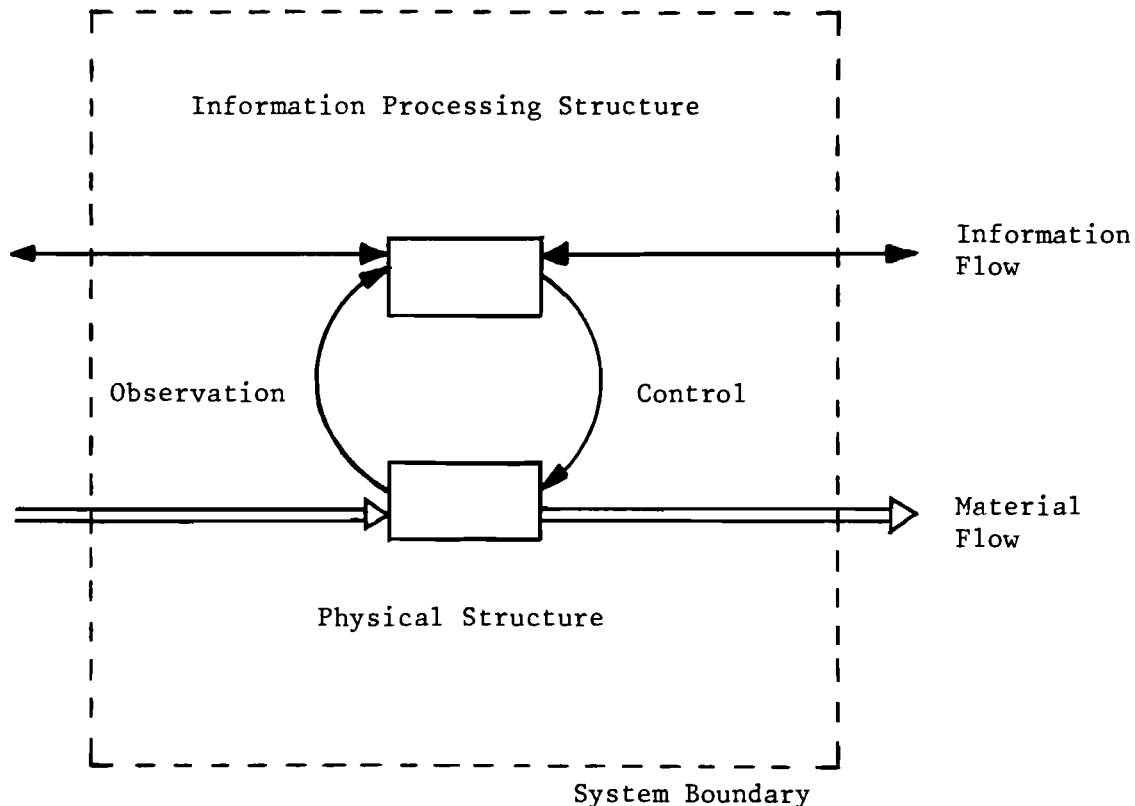 Information Processing Structure
Information
Flow
Observation
Control
Material
Flow
Physical Structure
System Boundary